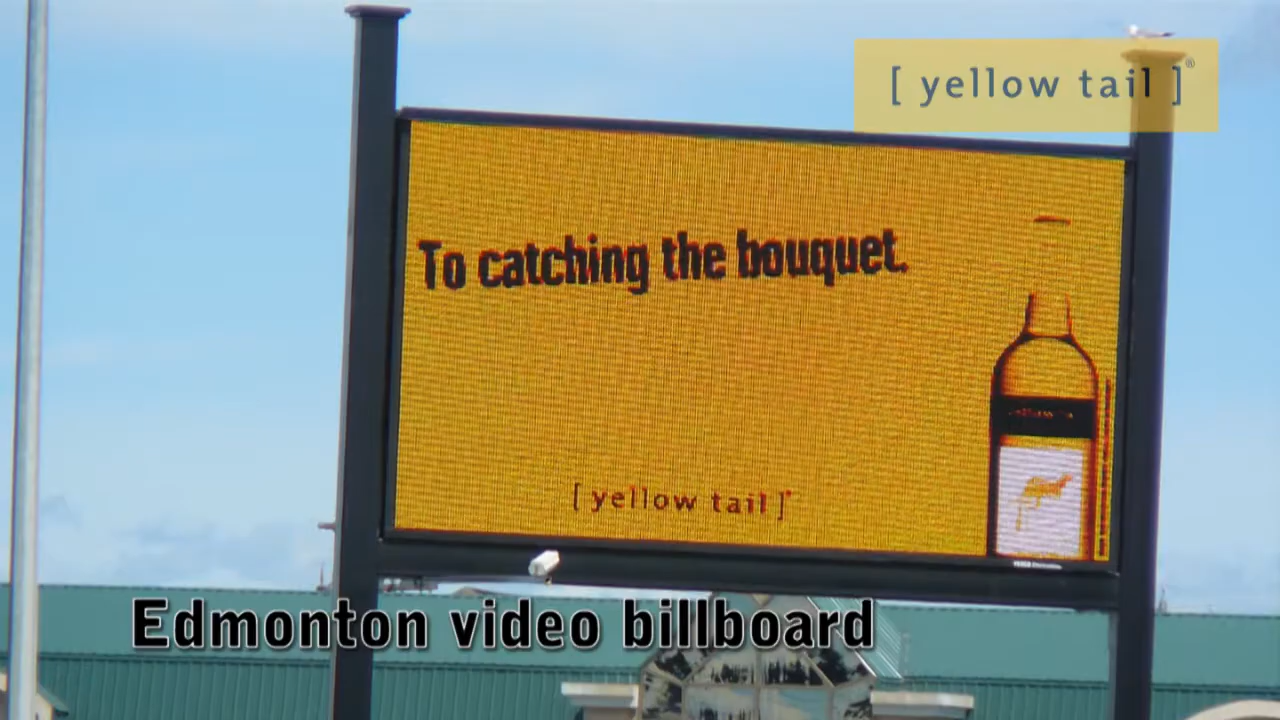 [ yellow tail ]®
To catching the bouquet.
[ yellow tail ]
Edmonton video billboard